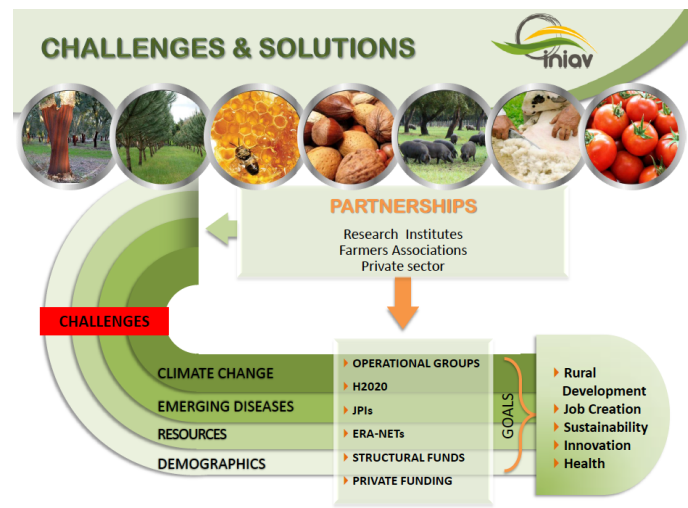 CHALLENGES & SOLUTIONS
iniav
PARTNERSHIPS
Research Institutes
Farmers Associations
Private sector
CHALLENGES
CLIMATE CHANGE
EMERGING DISEASES
RESOURCES
DEMOGRAPHICS
OPERATIONAL GROUPS
H2020
JPIs
ERA-NETs
STRUCTURAL FUNDS
PRIVATE FUNDING
GOALS
Rural
Development
Job Creation
Sustainability
Innovation
Health